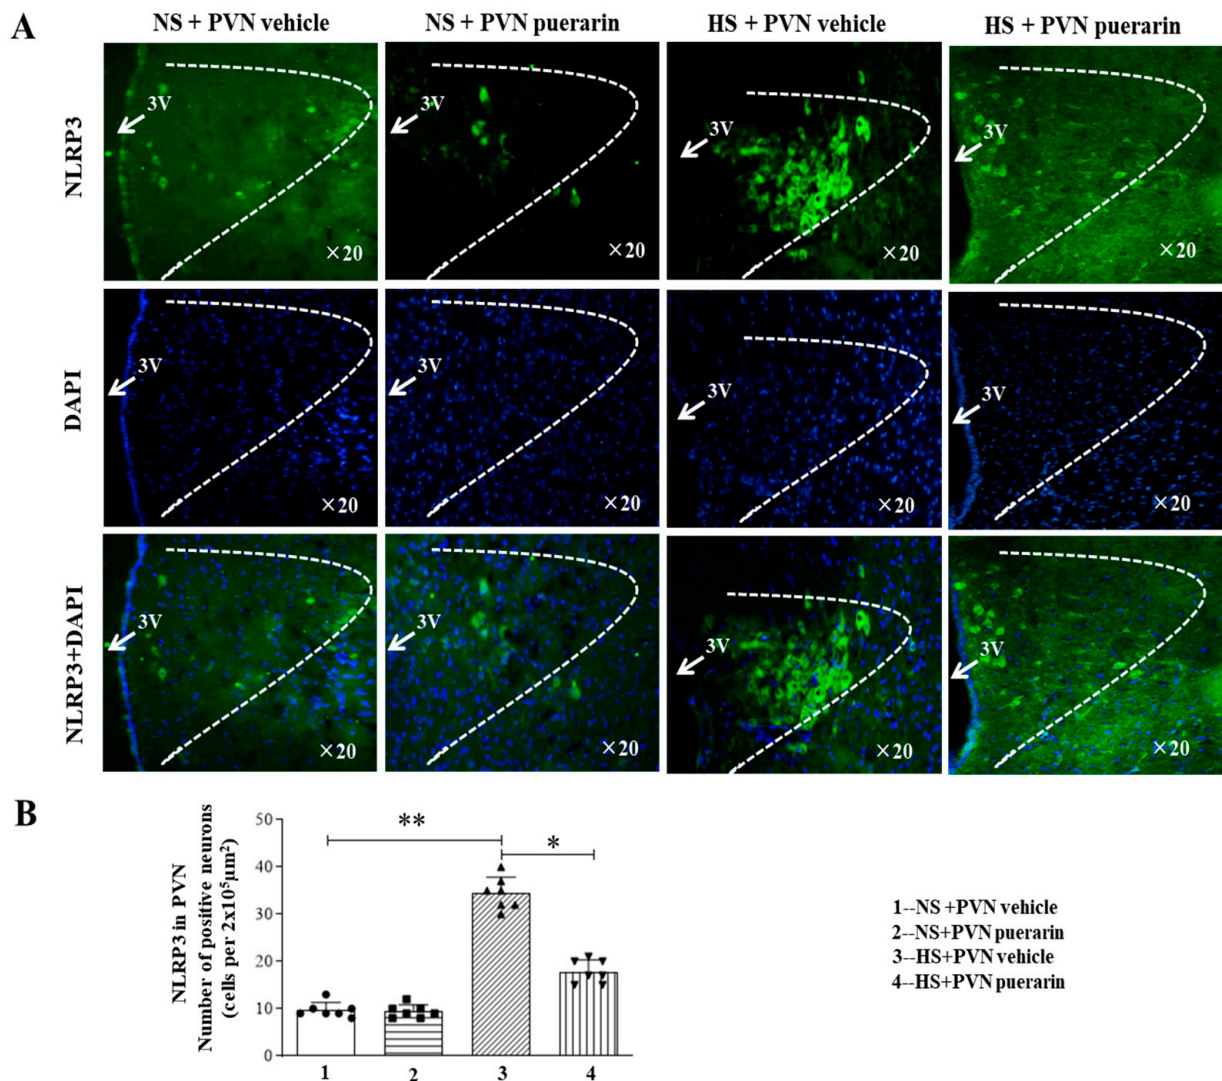 A
NS + PVN vehicle
NS + PVN puerarin
HS + PVN vehicle
HS + PVN puerarin
NLRP3
3V
×20
3V
×20
3V
×20
3V
×20
DAPI
3V
×20
3V
×20
3V
×20
3V
×20
NLRP3+DAPI
3V
×20
3V
×20
3V
×20
3V
×20
B
NLRP3 in PVN
Number of positive neurons
(cells per 2x10⁵µm²)
50
40
30
20
10
0
**
*
1
2
3
4
1--NS +PVN vehicle
2--NS+PVN puerarin
3--HS+PVN vehicle
4--HS+PVN puerarin